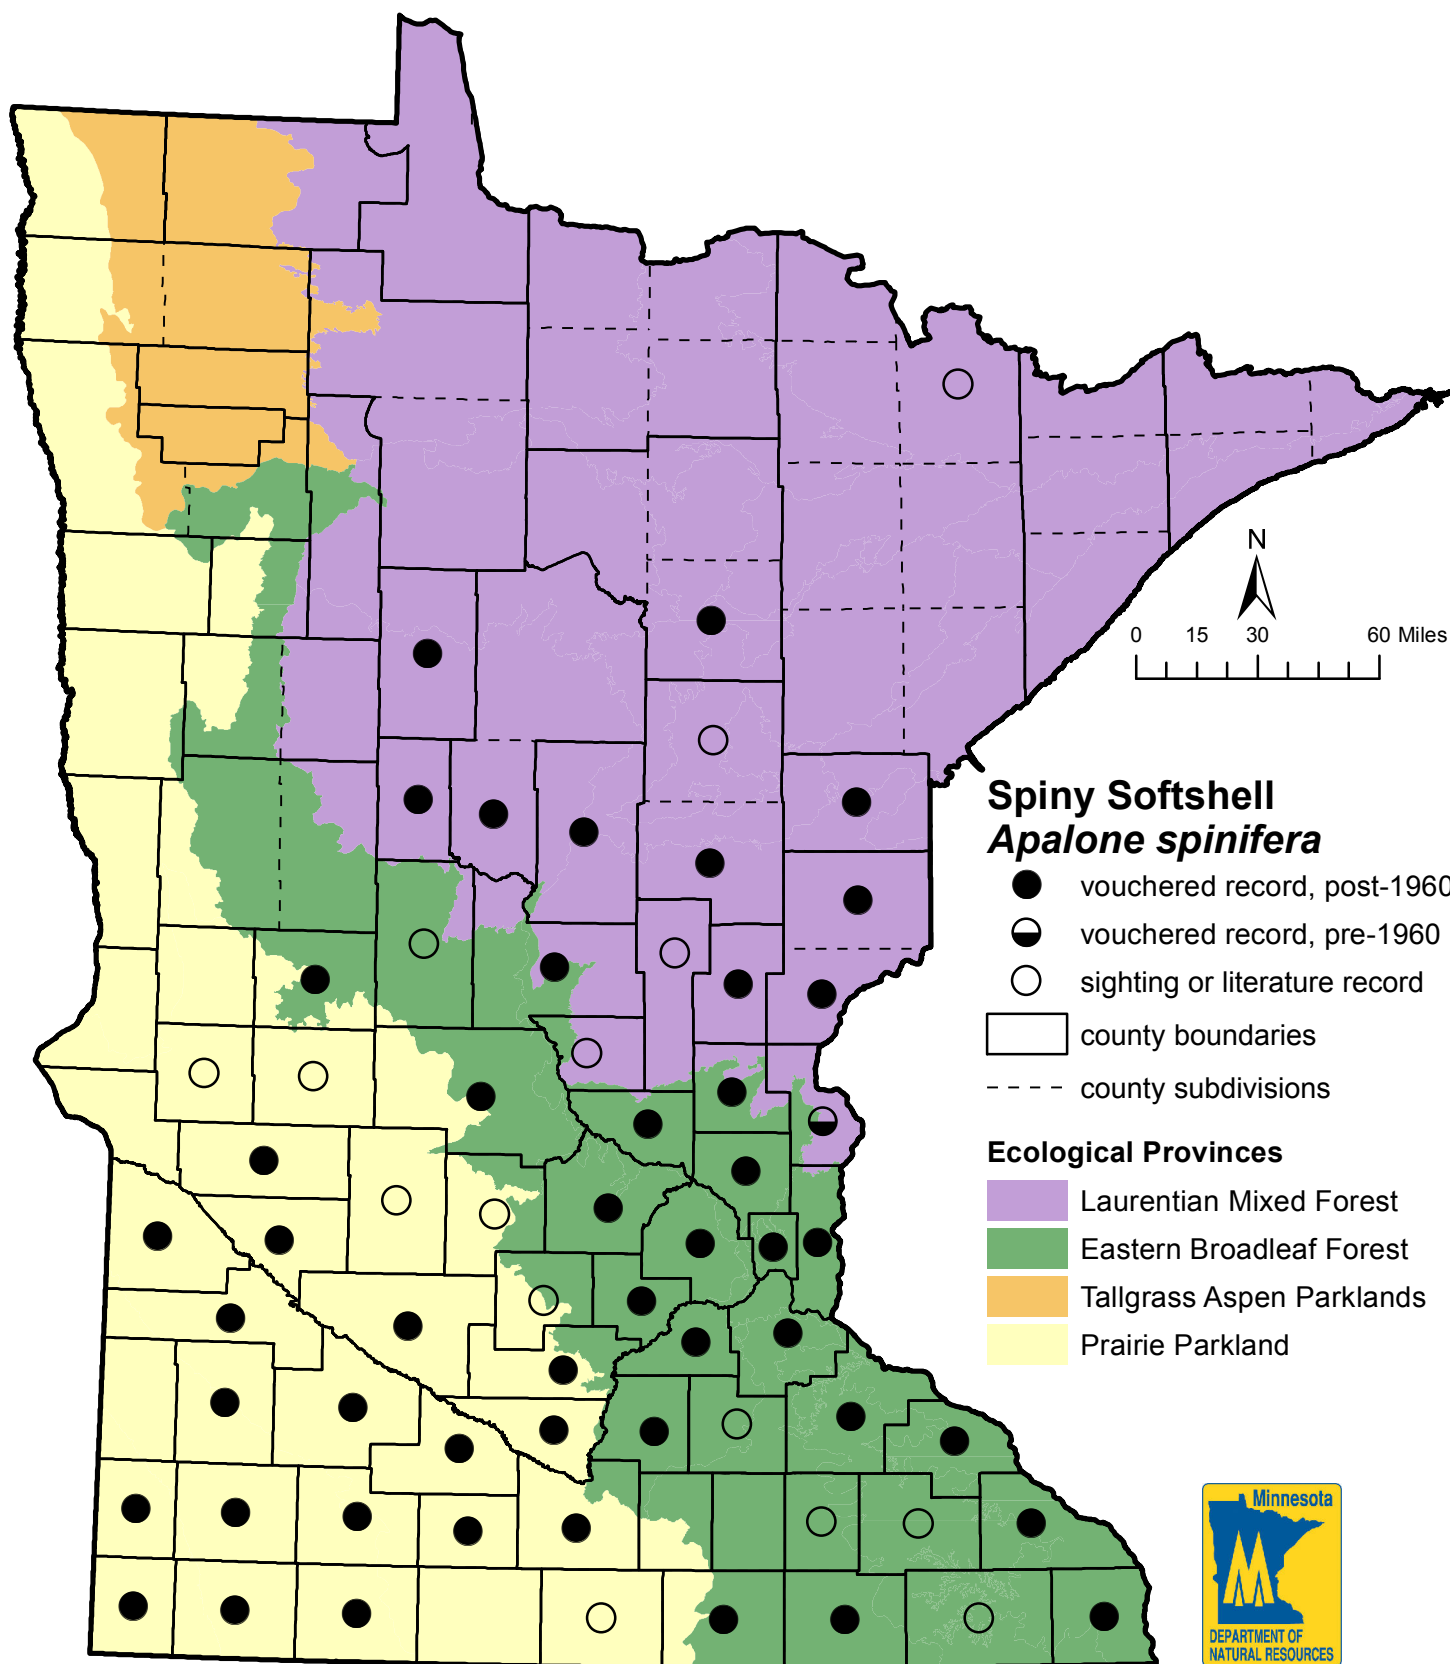 N
0 15 30 60 Miles
Spiny Softshell
Apalone spinifera
vouchered record, post-1960
vouchered record, pre-1960
sighting or literature record
county boundaries
county subdivisions
Ecological Provinces
Laurentian Mixed Forest
Eastern Broadleaf Forest
Tallgrass Aspen Parklands
Prairie Parkland
Minnesota
DEPARTMENT OF
NATURAL RESOURCES